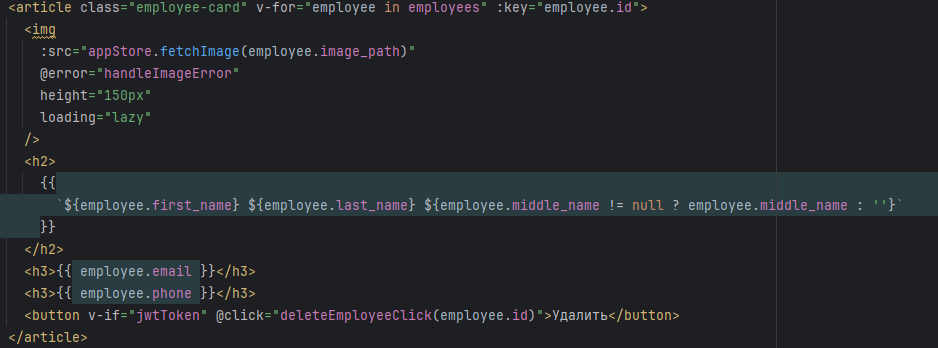 <article class="employee-card" v-for="employee in employees" :key="employee.id">
<img
:src="appStore.fetchImage(employee.image_path)"
@error="handleImageError"
height="150px"
loading="lazy"
/>
<h2>
{{
`${employee.first_name} ${employee.last_name} ${employee.middle_name != null ? employee.middle_name : ''}`
}}
</h2>
<h3>{{ employee.email }}</h3>
<h3>{{ employee.phone }}</h3>
<button v-if="jwtToken" @click="deleteEmployeeClick(employee.id)">Удалить</button>
</article>